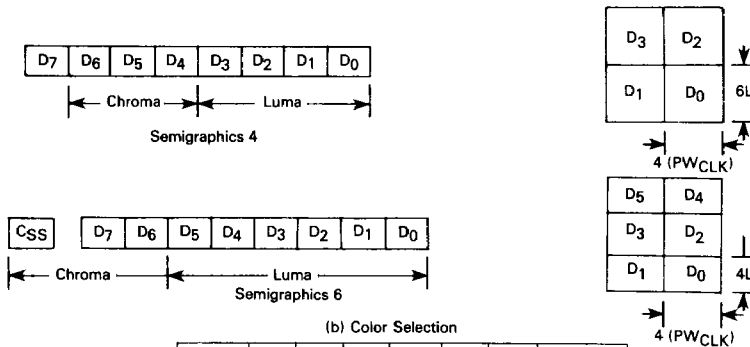 D7 D6 D5 D4 D3 D2 D1 D0
Chroma Luma
Semigraphics 4
D3 D2
D1 D0
6L
4 (PWCLK)
CSS D7 D6 D5 D4 D3 D2 D1 D0
Chroma Luma
Semigraphics 6
D5 D4
D3 D2
D1 D0
4L
4 (PWCLK)
(b) Color Selection